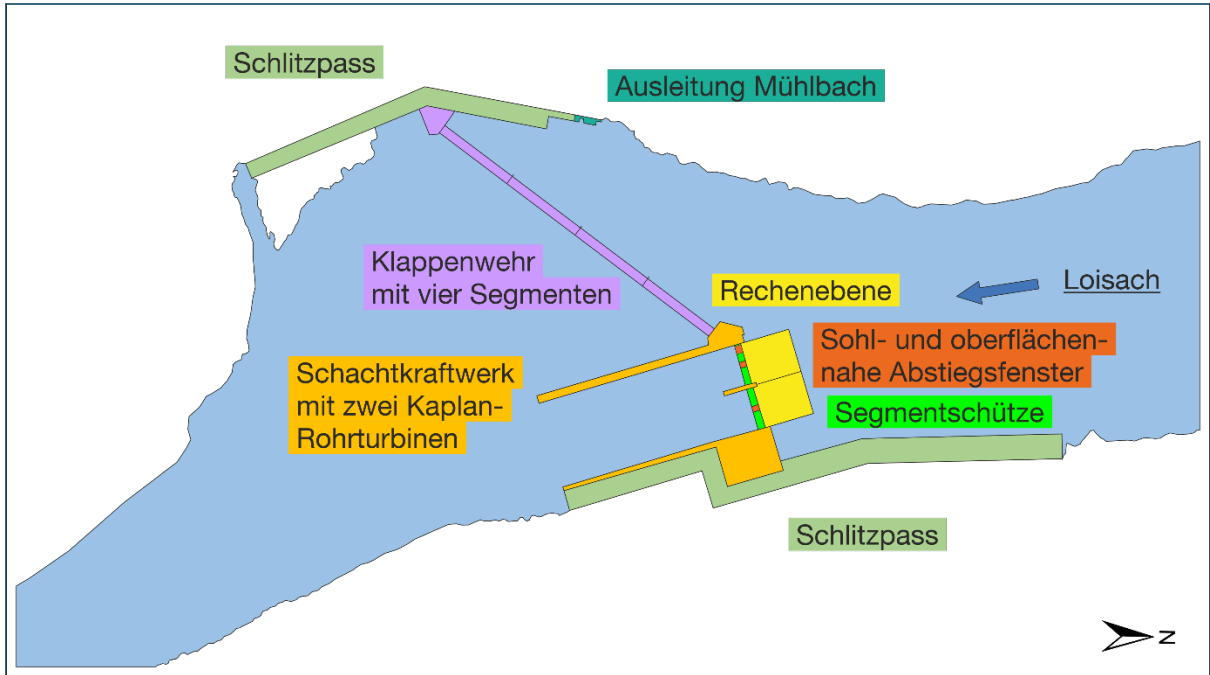 Schlitzpass
Ausleitung Mühlbach
Klappenwehr
mit vier Segmenten
Rechenebene
Loisach
Sohl- und oberflächen-
nahe Abstiegsfenster
Schachtkraftwerk
mit zwei Kaplan-
Rohrturbinen
Segmentschütze
Schlitzpass
N